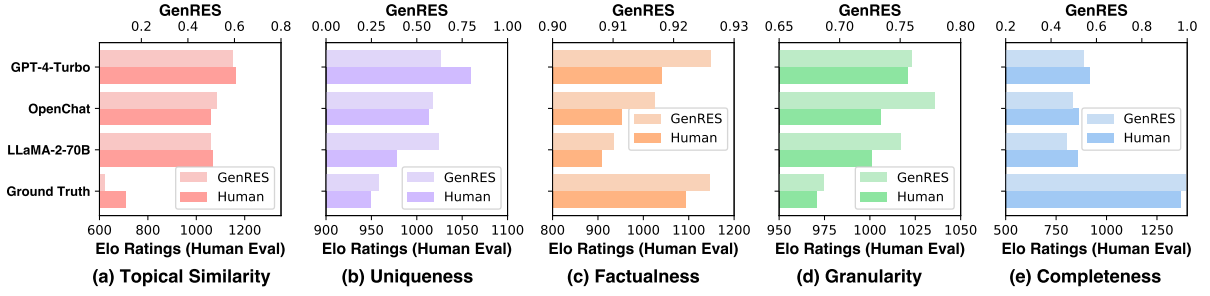 GenRES GenRES GenRES GenRES GenRES
0.2 0.4 0.6 0.8 0.00 0.25 0.50 0.75 1.00 0.90 0.91 0.92 0.93 0.65 0.70 0.75 0.80 0.2 0.4 0.6 0.8 1.0
GPT-4-Turbo
OpenChat
LLaMA-2-70B
Ground Truth
GenRES
Human
GenRES
Human
GenRES
Human
GenRES
Human
GenRES
Human
600 800 1000 1200 900 950 1000 1050 1100 800 900 1000 1100 1200 950 975 1000 1025 1050 500 750 1000 1250
Elo Ratings (Human Eval) Elo Ratings (Human Eval) Elo Ratings (Human Eval) Elo Ratings (Human Eval) Elo Ratings (Human Eval)
(a) Topical Similarity (b) Uniqueness (c) Factualness (d) Granularity (e) Completeness